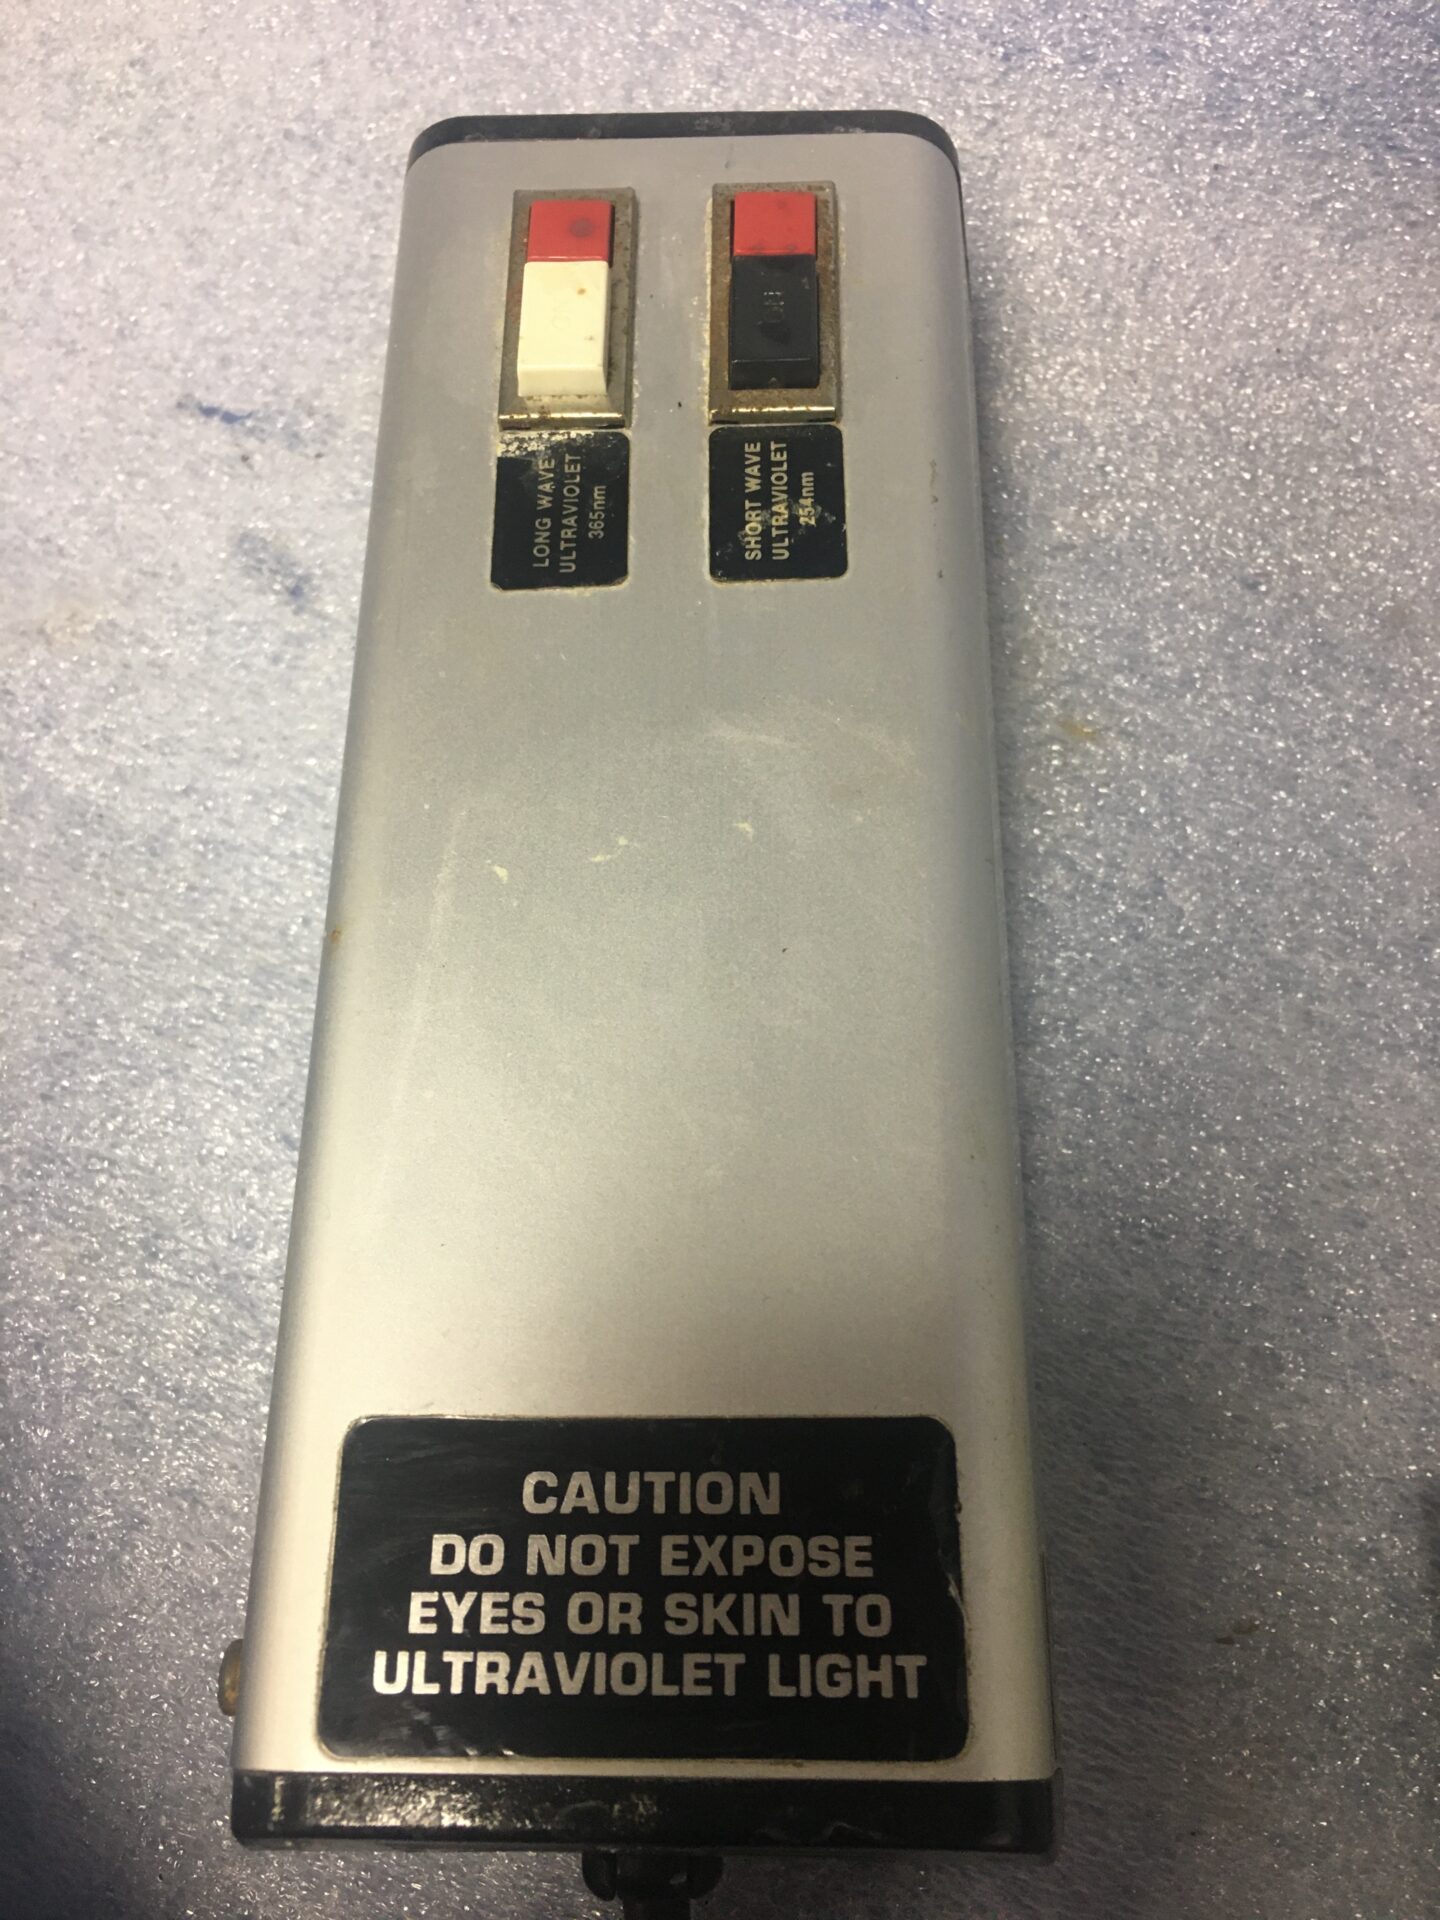 LONG WAVE
ULTRAVIOLET
365nm
SHORT WAVE
ULTRAVIOLET
254nm
CAUTION
DO NOT EXPOSE
EYES OR SKIN TO
ULTRAVIOLET LIGHT